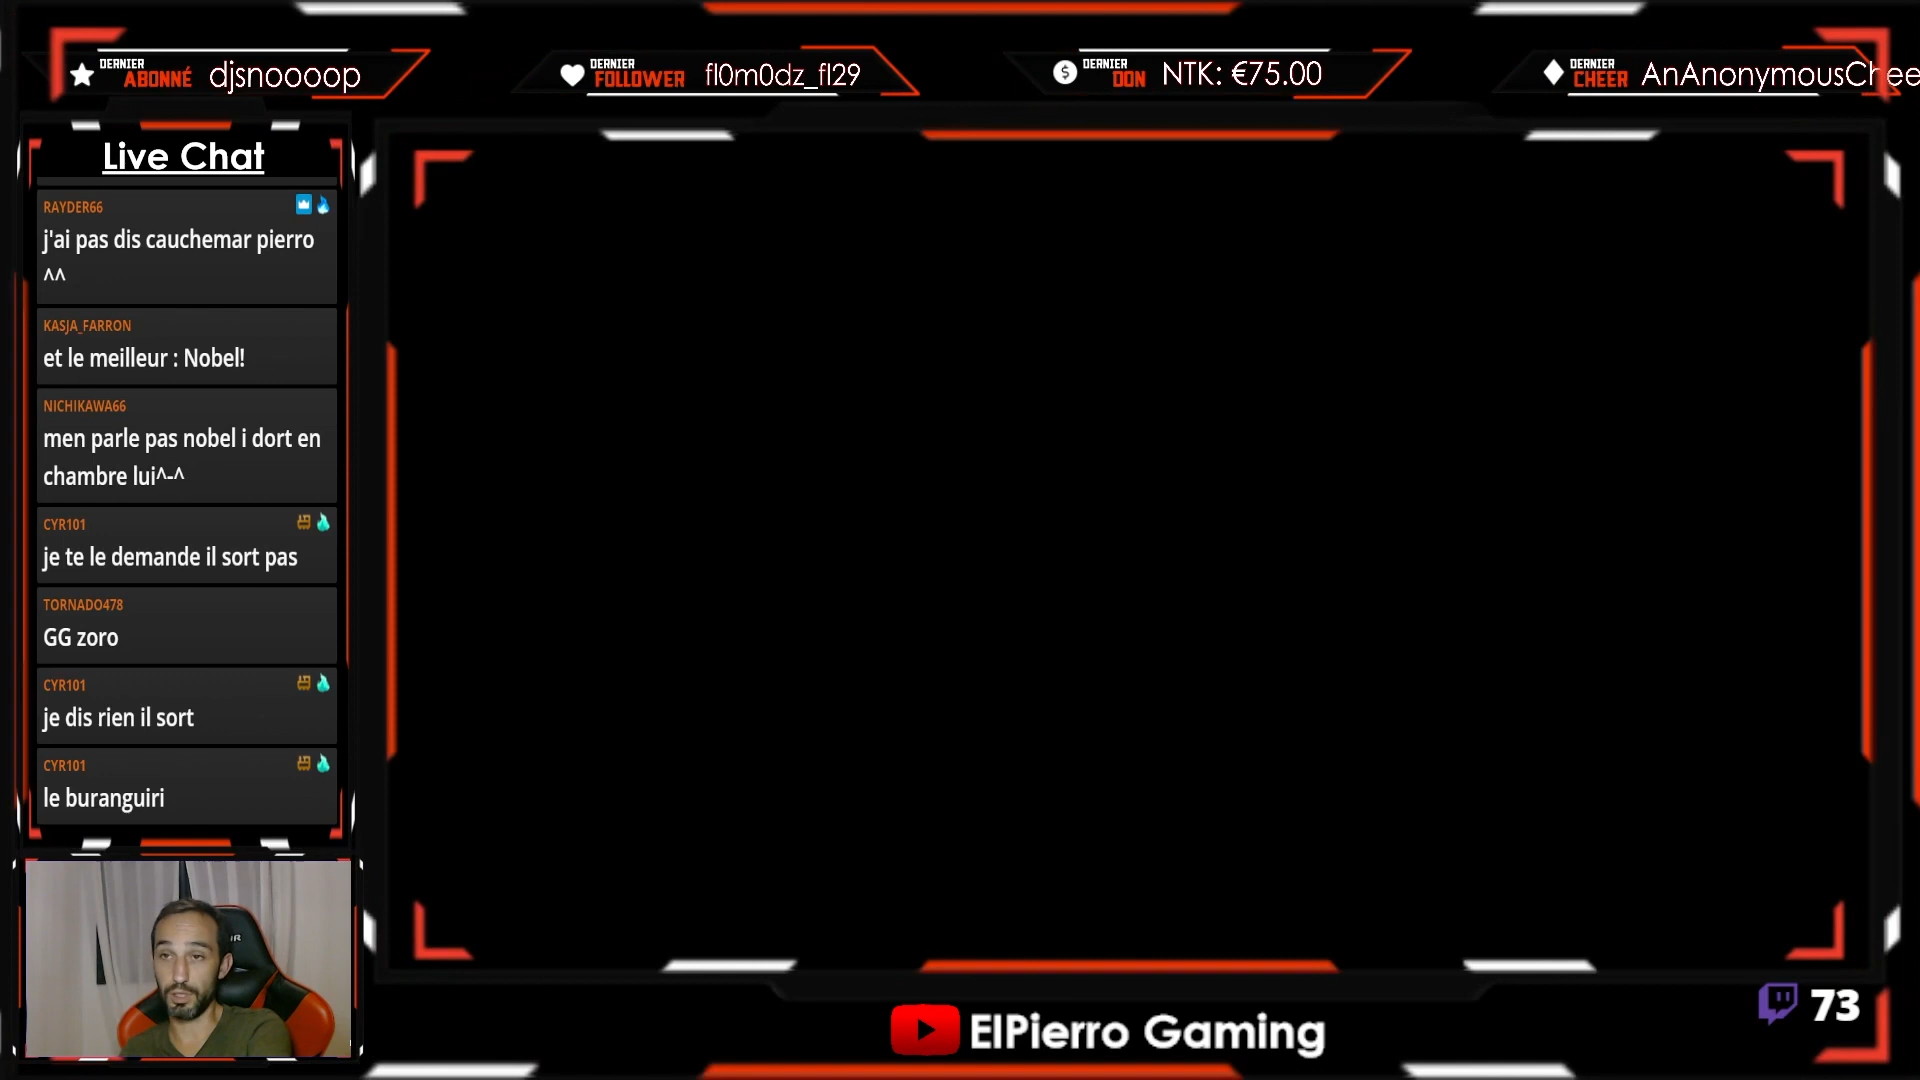 DERNIER
ABONNÉ djsnoooop
DERNIER
FOLLOWER fl0m0dz_fl29
DERNIER
DON NTK: €75.00
DERNIER
CHEER AnAnonymousChee
Live Chat
RAYDER66
j'ai pas dis cauchemar pierro
^^
KASJA_FARRON
et le meilleur : Nobel!
NICHIKAWA66
men parle pas nobel i dort en
chambre lui^-^
CYR101
je te le demande il sort pas
TORNADO478
GG zoro
CYR101
je dis rien il sort
CYR101
le buranguiri
ElPierro Gaming
73